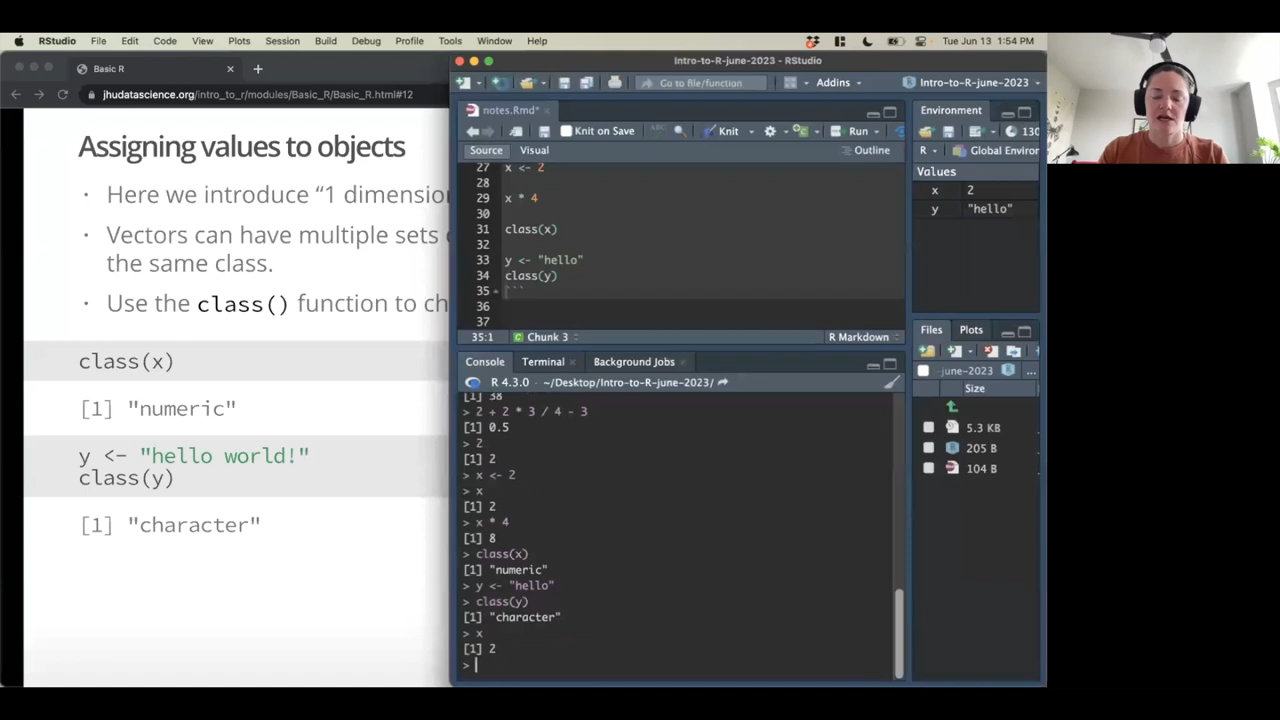 RStudio File Edit Code View Plots Session Build Debug Profile Tools Window Help Tue Jun 13 1:54 PM
Basic R
jhudatascience.org/intro_to_r/modules/Basic_R/Basic_R.html#12
Assigning values to objects
· Here we introduce “1 dimension
· Vectors can have multiple sets
the same class.
· Use the class() function to ch
class(x)
[1] "numeric"
y <- "hello world!"
class(y)
[1] "character"
Intro-to-R-june-2023 - RStudio
Go to file/function Addins Intro-to-R-june-2023
notes.Rmd*
Knit on Save ABC Knit Run
Source Visual Outline
27 x <- 2
28
29 x * 4
30
31 class(x)
32
33 y <- "hello"
34 class(y)
35 ```
36
37
35:1 Chunk 3 R Markdown
Console Terminal Background Jobs
R 4.3.0 · ~/Desktop/Intro-to-R-june-2023/
[1] 38
> 2 + 2 * 3 / 4 - 3
[1] 0.5
> 2
[1] 2
> x <- 2
> x
[1] 2
> x * 4
[1] 8
> class(x)
[1] "numeric"
> y <- "hello"
> class(y)
[1] "character"
> x
[1] 2
>
Environment
130
R Global Environ
Values
x 2
y "hello"
Files Plots
-june-2023 ...
Size
5.3 KB
205 B
104 B